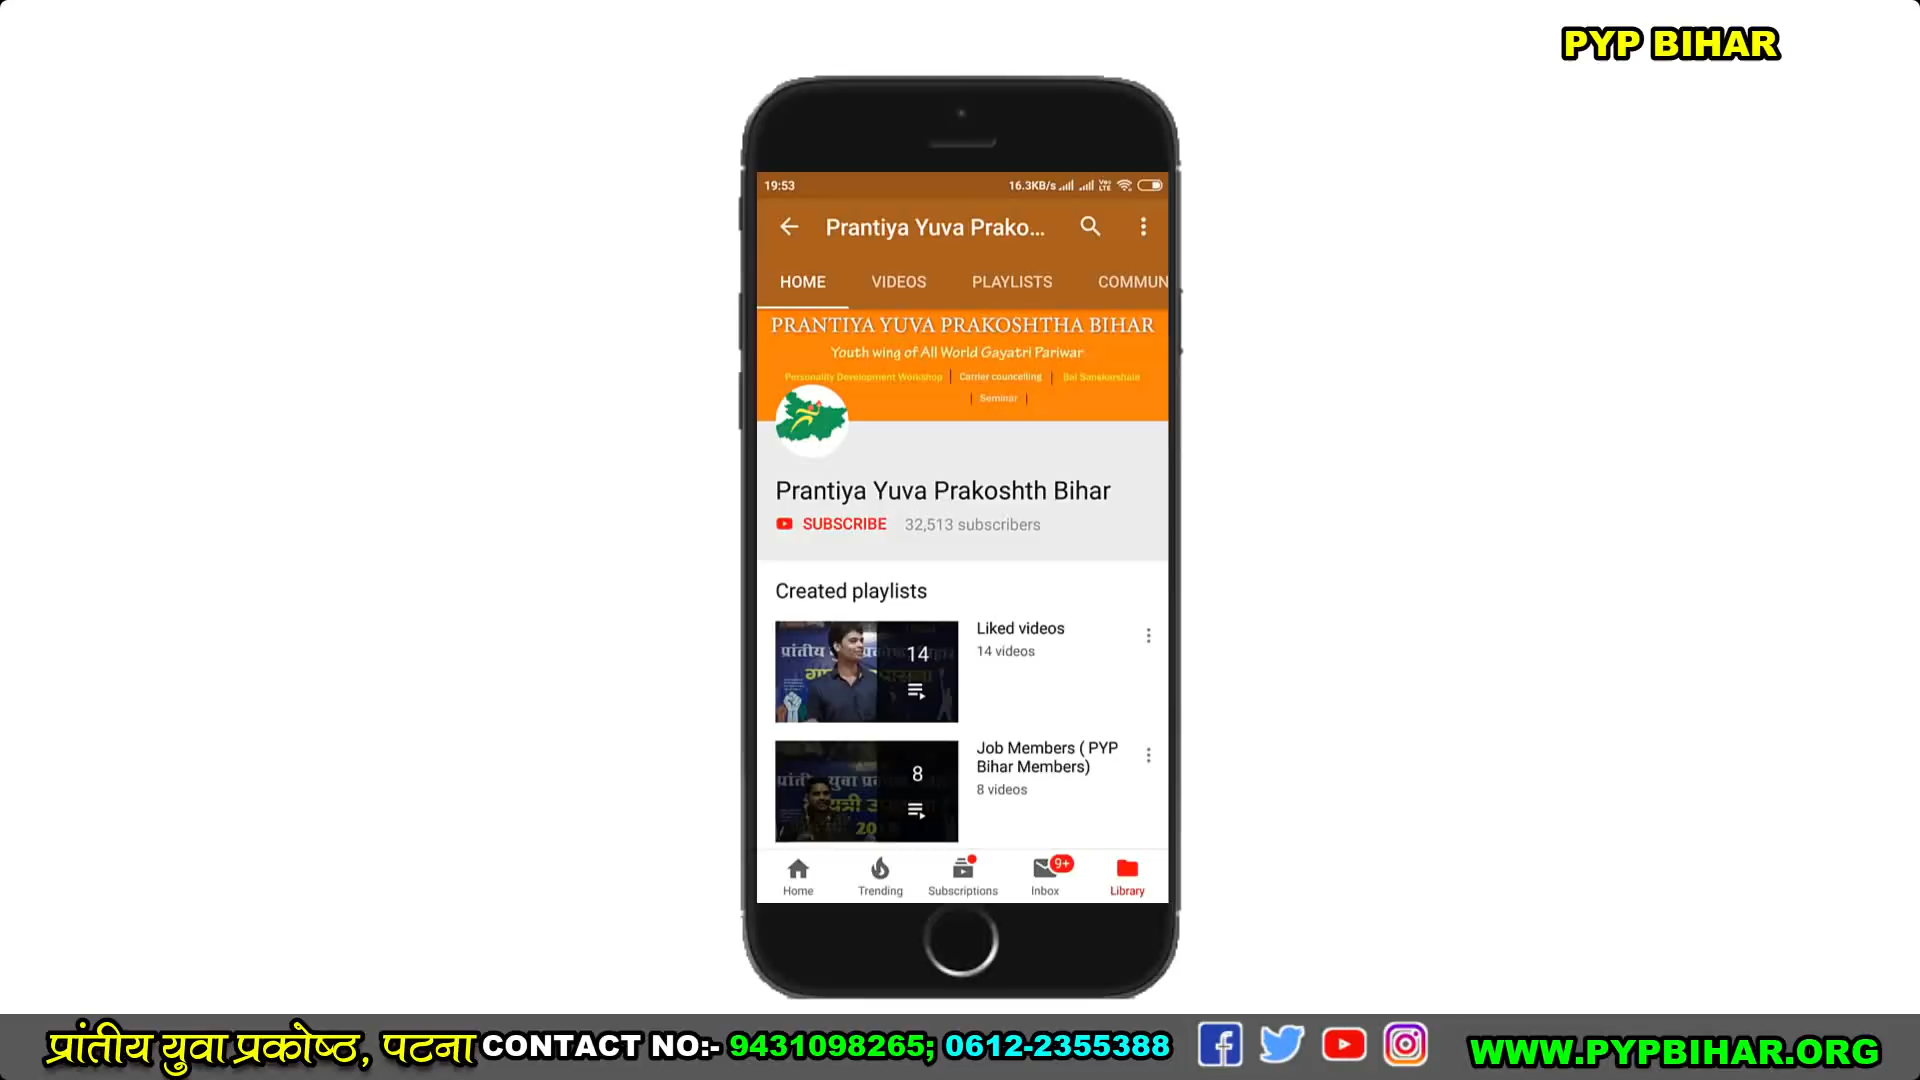 PYP BIHAR
19:53
16.3KB/s
Prantiya Yuva Prako...
HOME VIDEOS PLAYLISTS COMMUN
PRANTIYA YUVA PRAKOSHTHA BIHAR
Youth wing of All World Gayatri Pariwar
Personality Development Workshop | Carrier councelling | Bal Sanskarshala
| Seminar |
Prantiya Yuva Prakoshth Bihar
SUBSCRIBE 32,513 subscribers
Created playlists
Liked videos
14 videos
14
प्रांतीय
Job Members ( PYP
Bihar Members)
8 videos
8
युवा
Home Trending Subscriptions Inbox 9+ Library
प्रांतीय युवा प्रकोष्ठ, पटना CONTACT NO:- 9431098265; 0612-2355388
WWW.PYPBIHAR.ORG